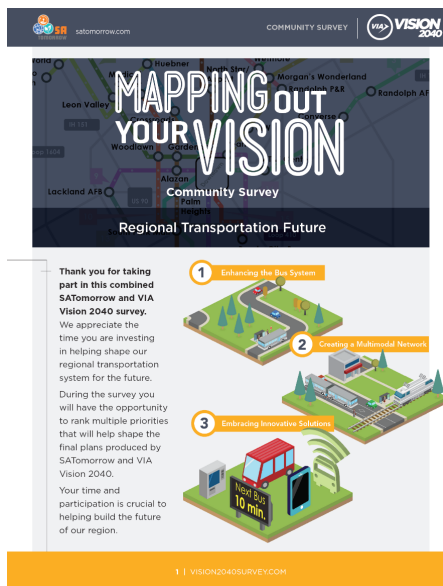 SA
TOMORROW
satomorrow.com
COMMUNITY SURVEY
VIA
VISION
2040
Huebner
North Star/
Morgan's Wonderland
Randolph P&R
Randolph AF
Leon Valley
Crossroads
Converse
Woodlawn
Garden
Alazan
Lackland AFB
Palm
Heights
MAPPING OUT
YOUR VISION
Community Survey
Regional Transportation Future
Thank you for taking
part in this combined
SATomorrow and VIA
Vision 2040 survey.
We appreciate the
time you are investing
in helping shape our
regional transportation
system for the future.
During the survey you
will have the opportunity
to rank multiple priorities
that will help shape the
final plans produced by
SATomorrow and VIA
Vision 2040.
Your time and
participation is crucial to
helping build the future
of our region.
1 Enhancing the Bus System
2 Creating a Multimodal Network
3 Embracing Innovative Solutions
Next Bus
10 min.
1 | VISION2040SURVEY.COM